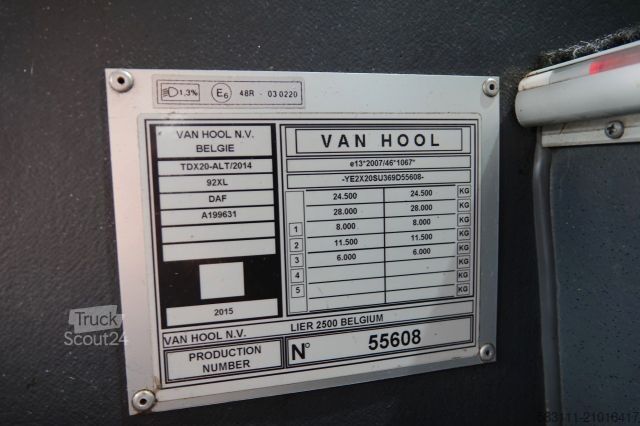 1.3% E6 48R - 03 0220
VAN HOOL N.V.
BELGIE
TDX20-ALT/2014
92XL
DAF
A199631
2015
VAN HOOL
e13*2007/46*1067*
-YE2X20SU369D55608-
24.500 24.500 KG
28.000 28.000 KG
1 8.000 8.000 KG
2 11.500 11.500 KG
3 6.000 6.000 KG
4 KG
5 KG
VAN HOOL N.V. LIER 2500 BELGIUM
PRODUCTION
NUMBER
N° 55608
Truck
Scout24
583111-21016417